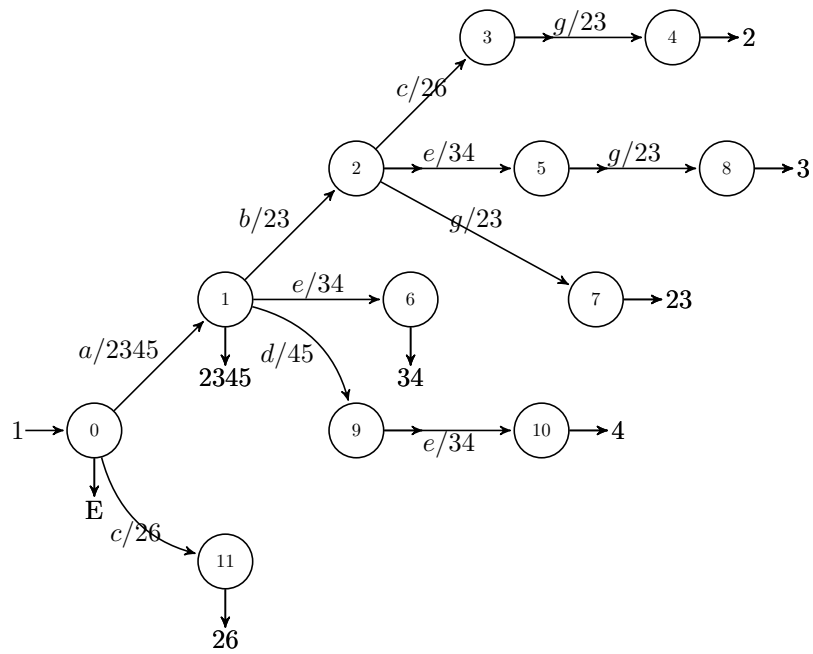 3 g/23 4 2
c/26
2 e/34 5 g/23 8 3
b/23 g/23
1 e/34 6 7 23
a/2345 d/45 2345 34
1 0 9 e/34 10 4
E
c/26
11
26